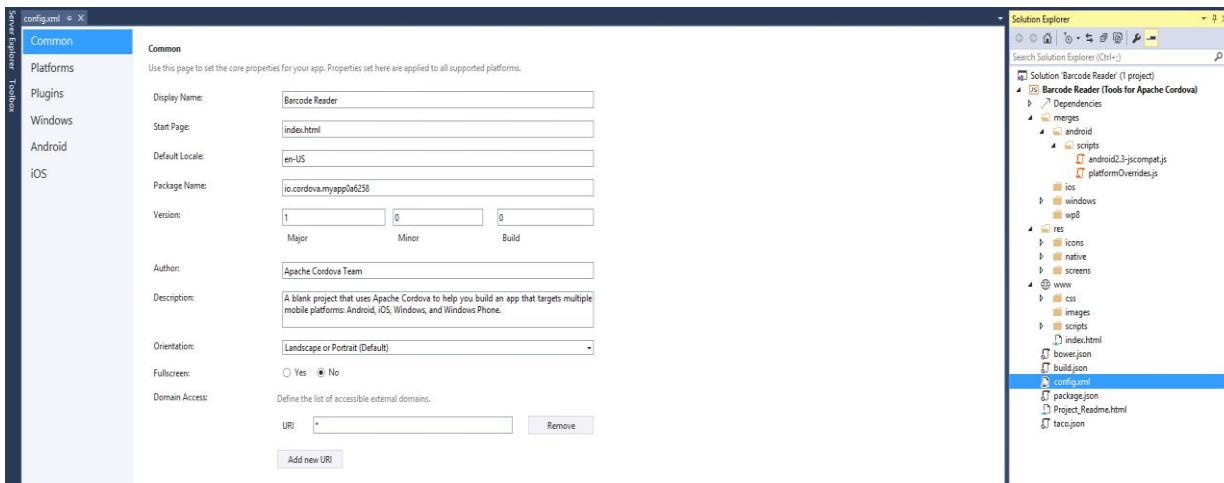 Server Explorer
Toolbox
config.xml
Common
Platforms
Plugins
Windows
Android
iOS
Common
Use this page to set the core properties for your app. Properties set here are applied to all supported platforms.
Display Name:
Barcode Reader
Start Page:
index.html
Default Locale:
en-US
Package Name:
io.cordova.myapp0a6258
Version:
1
0
0
Major
Minor
Build
Author:
Apache Cordova Team
Description:
A blank project that uses Apache Cordova to help you build an app that targets multiple
mobile platforms: Android, iOS, Windows, and Windows Phone.
Orientation:
Landscape or Portrait (Default)
Fullscreen:
Yes No
Domain Access:
Define the list of accessible external domains.
URI * Remove
Add new URI
Solution Explorer
Search Solution Explorer (Ctrl+;)
Solution 'Barcode Reader' (1 project)
JS Barcode Reader (Tools for Apache Cordova)
Dependencies
merges
android
scripts
android2.3-jscompat.js
platformOverrides.js
ios
windows
wp8
res
icons
native
screens
www
css
images
scripts
index.html
bower.json
build.json
config.xml
package.json
Project_Readme.html
taco.json